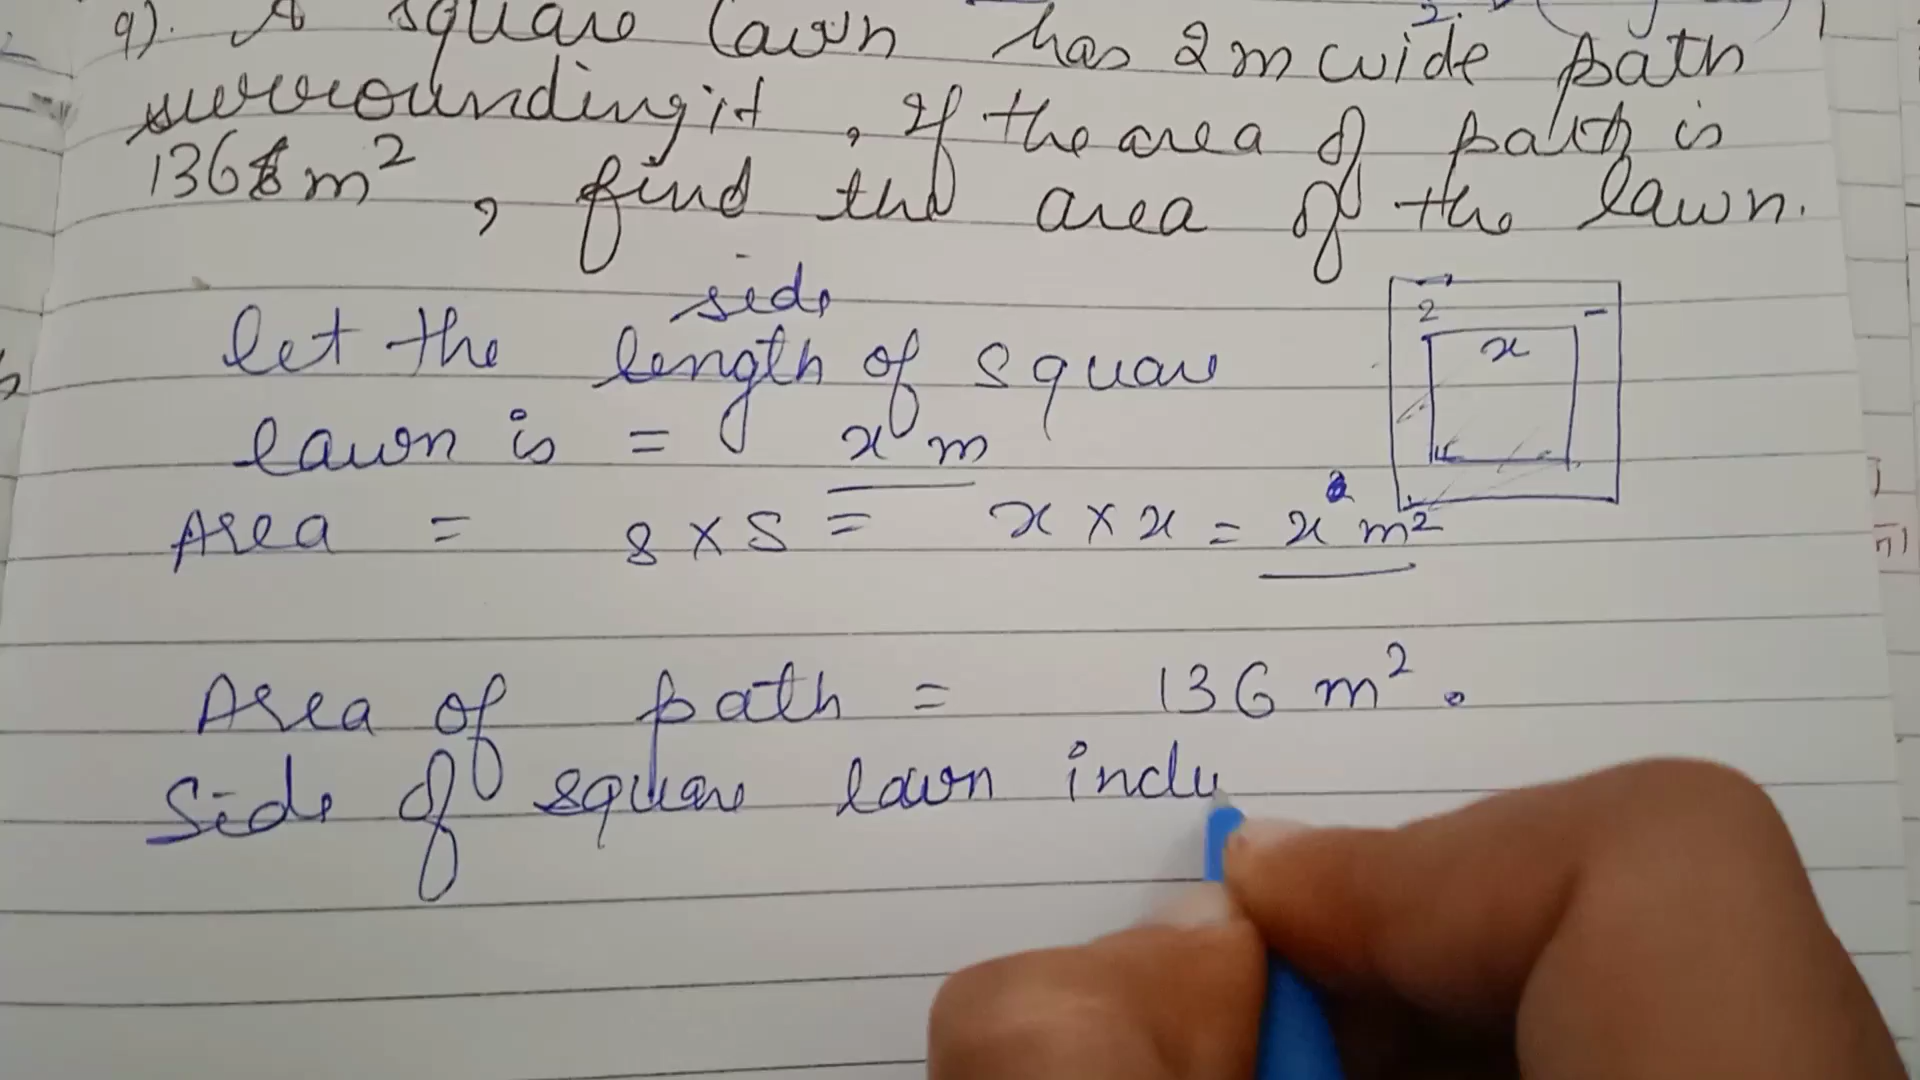 9). A square lawn has 2m wide path
surrounding it, If the area of path is
136 m², find the area of the lawn.
side
let the length of square
lawn is = x m
2
x
Area = s x s = x x x = x² m²
Area of path = 136 m².
Side of square lawn inclu